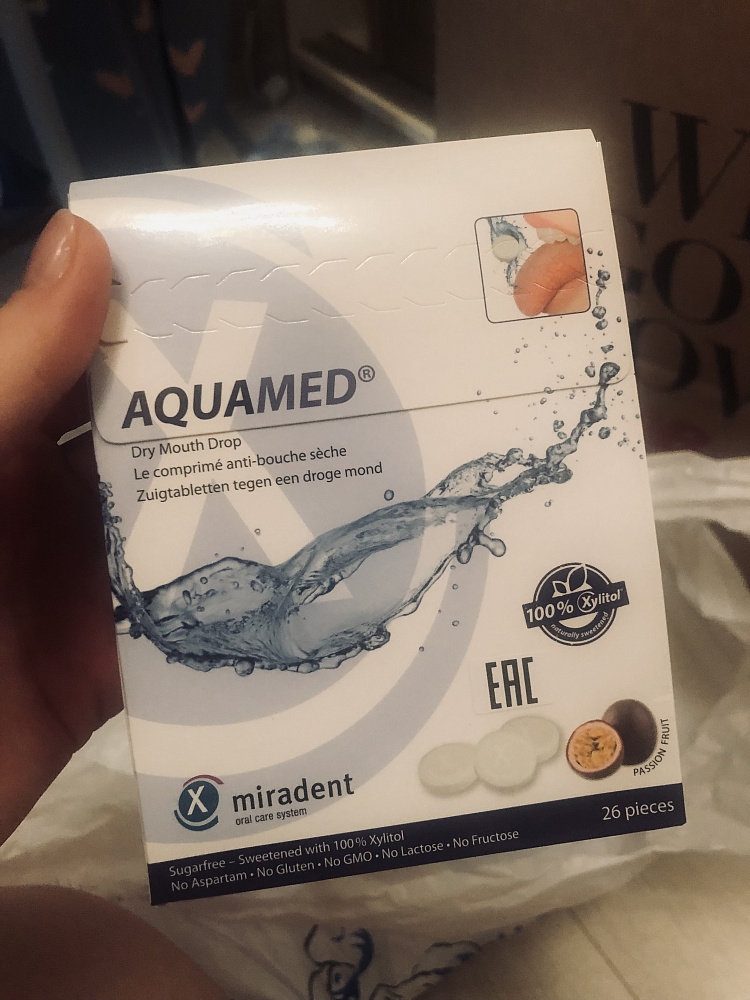 AQUAMED®
Dry Mouth Drop
Le comprimé anti-bouche sèche
Zuigtabletten tegen een droge mond
100% Xylitol
naturally sweetened
EAC
PASSION FRUIT
X miradent
oral care system
26 pieces
Sugarfree – Sweetened with 100% Xylitol
No Aspartam • No Gluten • No GMO • No Lactose • No Fructose